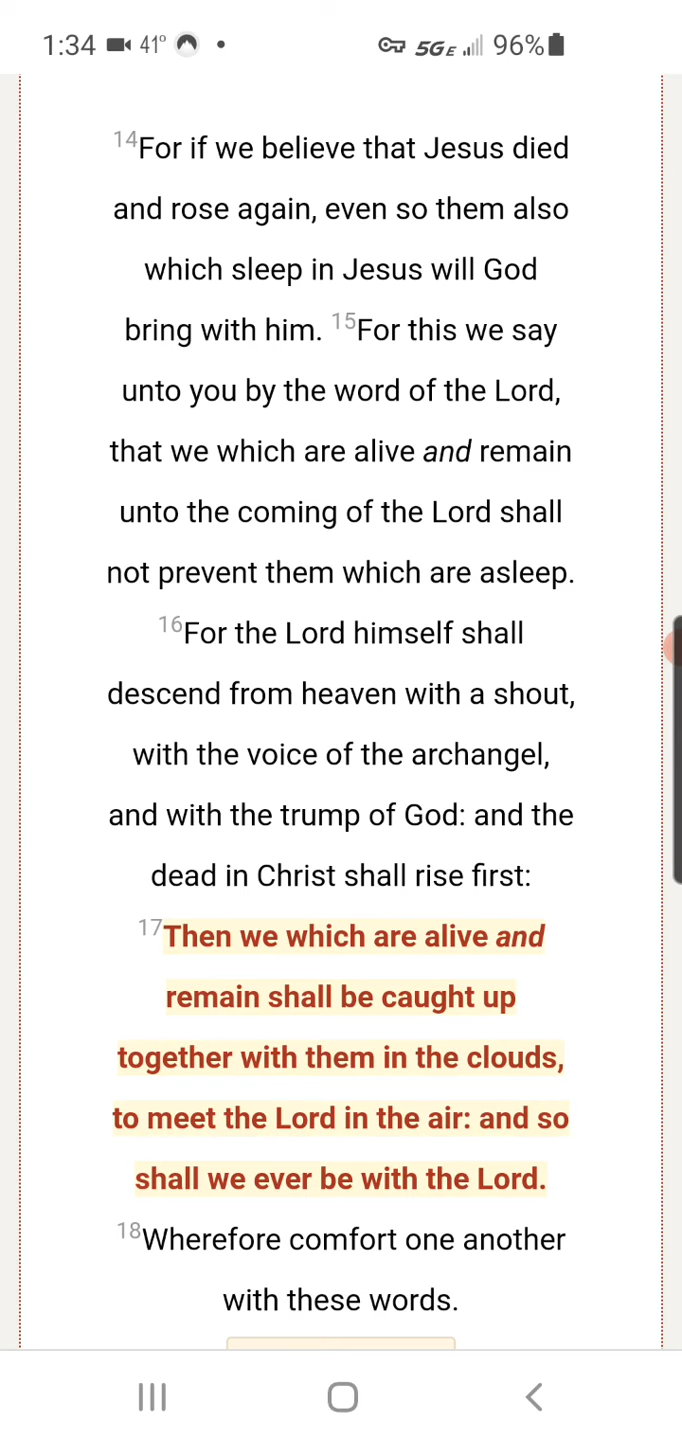 1:34 41° 5GE 96%
14For if we believe that Jesus died
and rose again, even so them also
which sleep in Jesus will God
bring with him. 15For this we say
unto you by the word of the Lord,
that we which are alive and remain
unto the coming of the Lord shall
not prevent them which are asleep.
16For the Lord himself shall
descend from heaven with a shout,
with the voice of the archangel,
and with the trump of God: and the
dead in Christ shall rise first:
17Then we which are alive and
remain shall be caught up
together with them in the clouds,
to meet the Lord in the air: and so
shall we ever be with the Lord.
18Wherefore comfort one another
with these words.